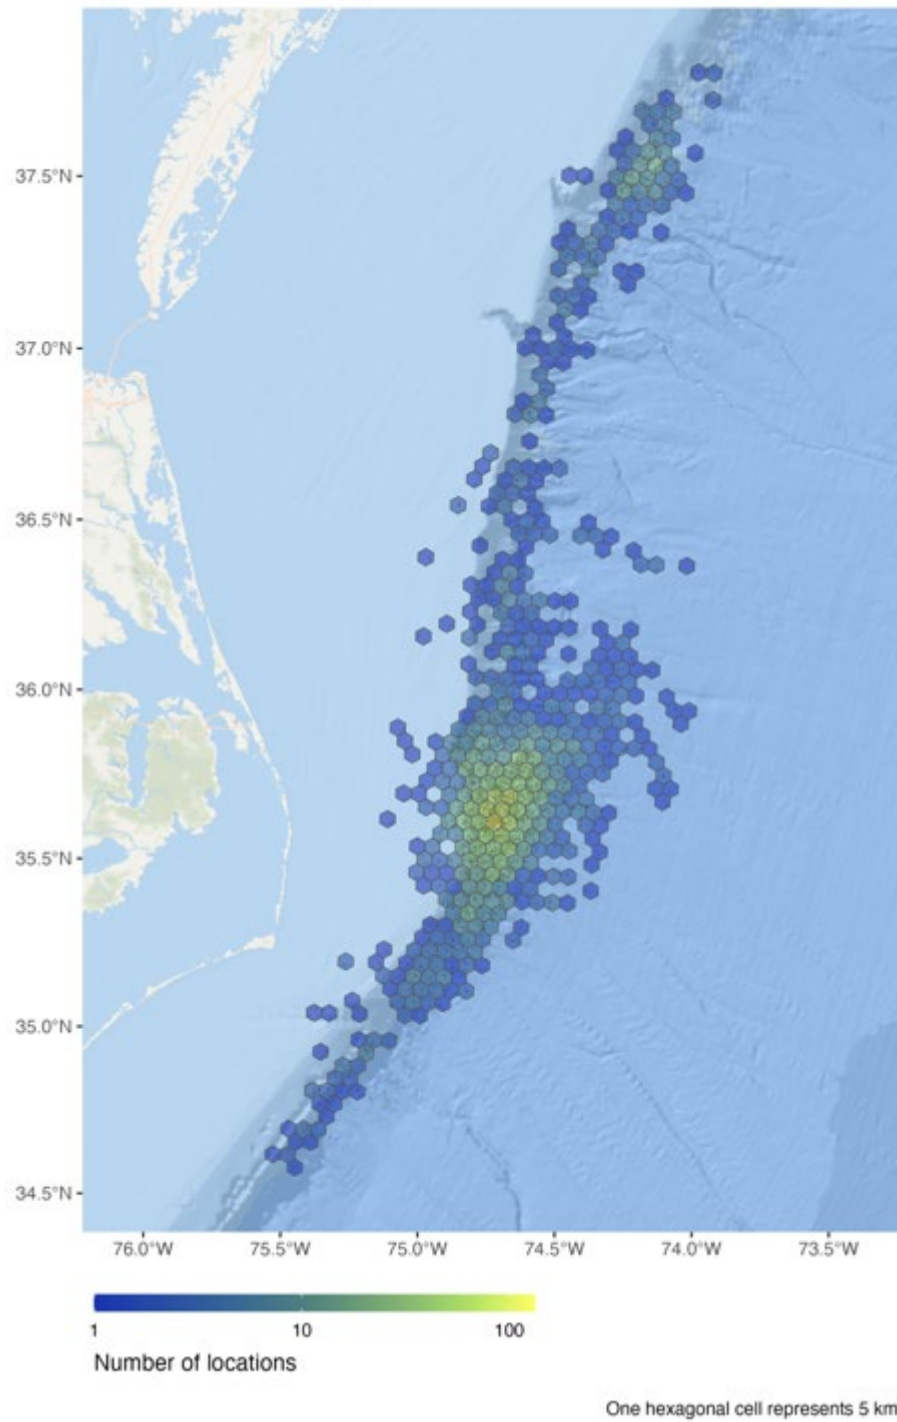 37.5°N
37.0°N
36.5°N
36.0°N
35.5°N
35.0°N
34.5°N
76.0°W 75.5°W 75.0°W 74.5°W 74.0°W 73.5°W
1 10 100
Number of locations
One hexagonal cell represents 5 km